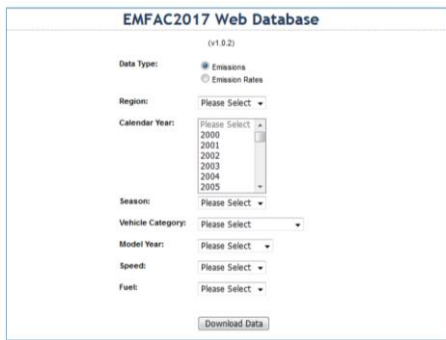 EMFAC2017 Web Database
(v1.0.2)
Data Type:
Emissions
Emission Rates
Region:
Please Select
Calendar Year:
Please Select
2000
2001
2002
2003
2004
2005
Season:
Please Select
Vehicle Category:
Please Select
Model Year:
Please Select
Speed:
Please Select
Fuel:
Please Select
Download Data